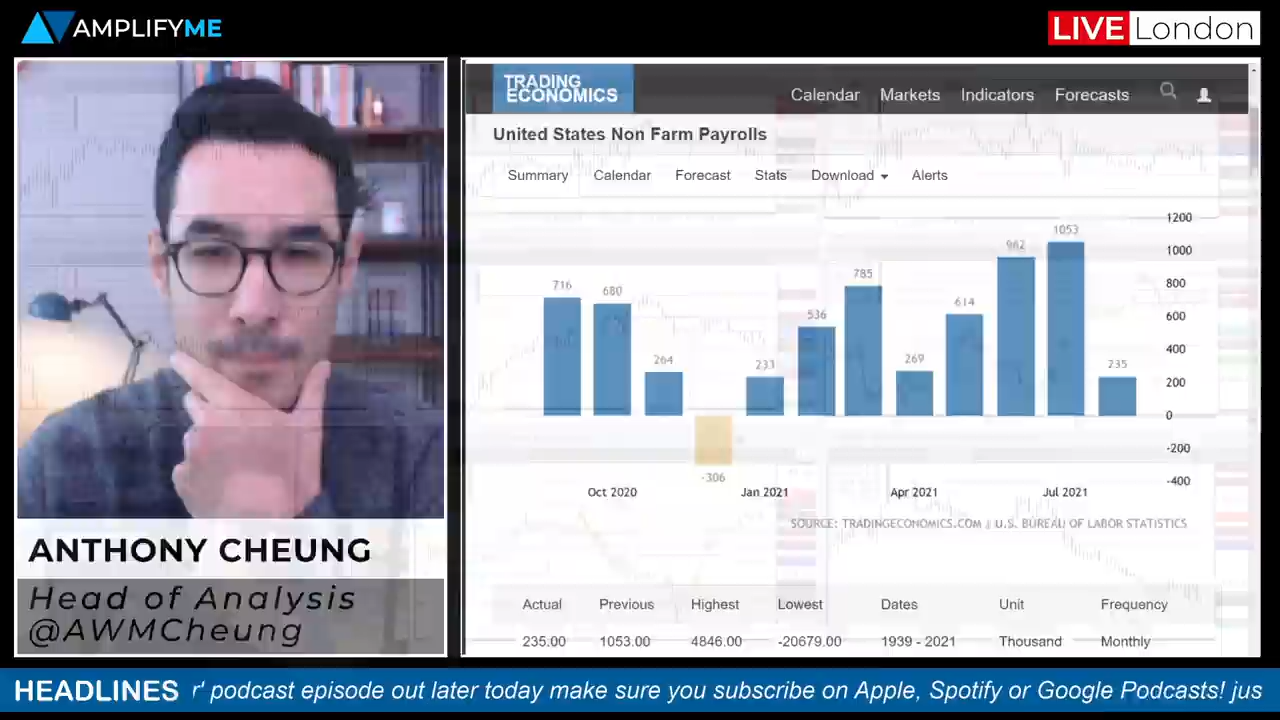 AMPLIFYME
LIVE London
TRADING
ECONOMICS
Calendar Markets Indicators Forecasts
United States Non Farm Payrolls
Summary Calendar Forecast Stats Download Alerts
1200
1000
800
600
400
200
0
-200
-400
716
680
264
-306
233
536
785
269
614
962
1053
235
Oct 2020 Jan 2021 Apr 2021 Jul 2021
SOURCE: TRADINGECONOMICS.COM | U.S. BUREAU OF LABOR STATISTICS
Actual Previous Highest Lowest Dates Unit Frequency
235.00 1053.00 4846.00 -20679.00 1939 - 2021 Thousand Monthly
ANTHONY CHEUNG
Head of Analysis
@AWMCheung
HEADLINES r' podcast episode out later today make sure you subscribe on Apple, Spotify or Google Podcasts! jus